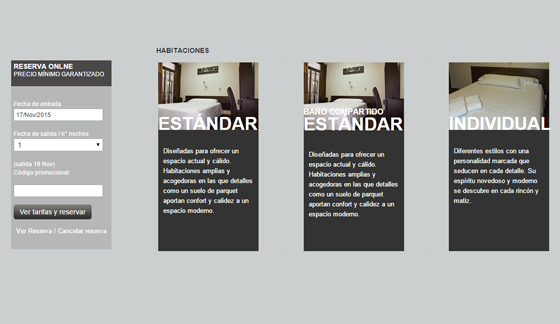 HABITACIONES
RESERVA ONLNE
PRECIO MÍNIMO GARANTIZADO
Fecha de entrada
17/Nov/2015
Fecha de salida / nº noches
1
(salida 18 Nov)
Código promocional:
Ver tarifas y reservar
Ver Reserva / Cancelar reserva
ESTÁNDAR
Diseñadas para ofrecer un
espacio actual y cálido.
Habitaciones amplias y
acogedoras en las que detalles
como un suelo de parquet
aportan confort y calidez a un
espacio moderno.
BAÑO COMPARTIDO
ESTÁNDAR
Diseñadas para ofrecer un
espacio actual y cálido.
Habitaciones amplias y
acogedoras en las que detalles
como un suelo de parquet
aportan confort y calidez a un
espacio moderno.
INDIVIDUAL
Diferentes estilos con una
personalidad marcada que
seducen en cada detalle. Su
espíritu novedoso y moderno
se descubre en cada rincón y
matiz.